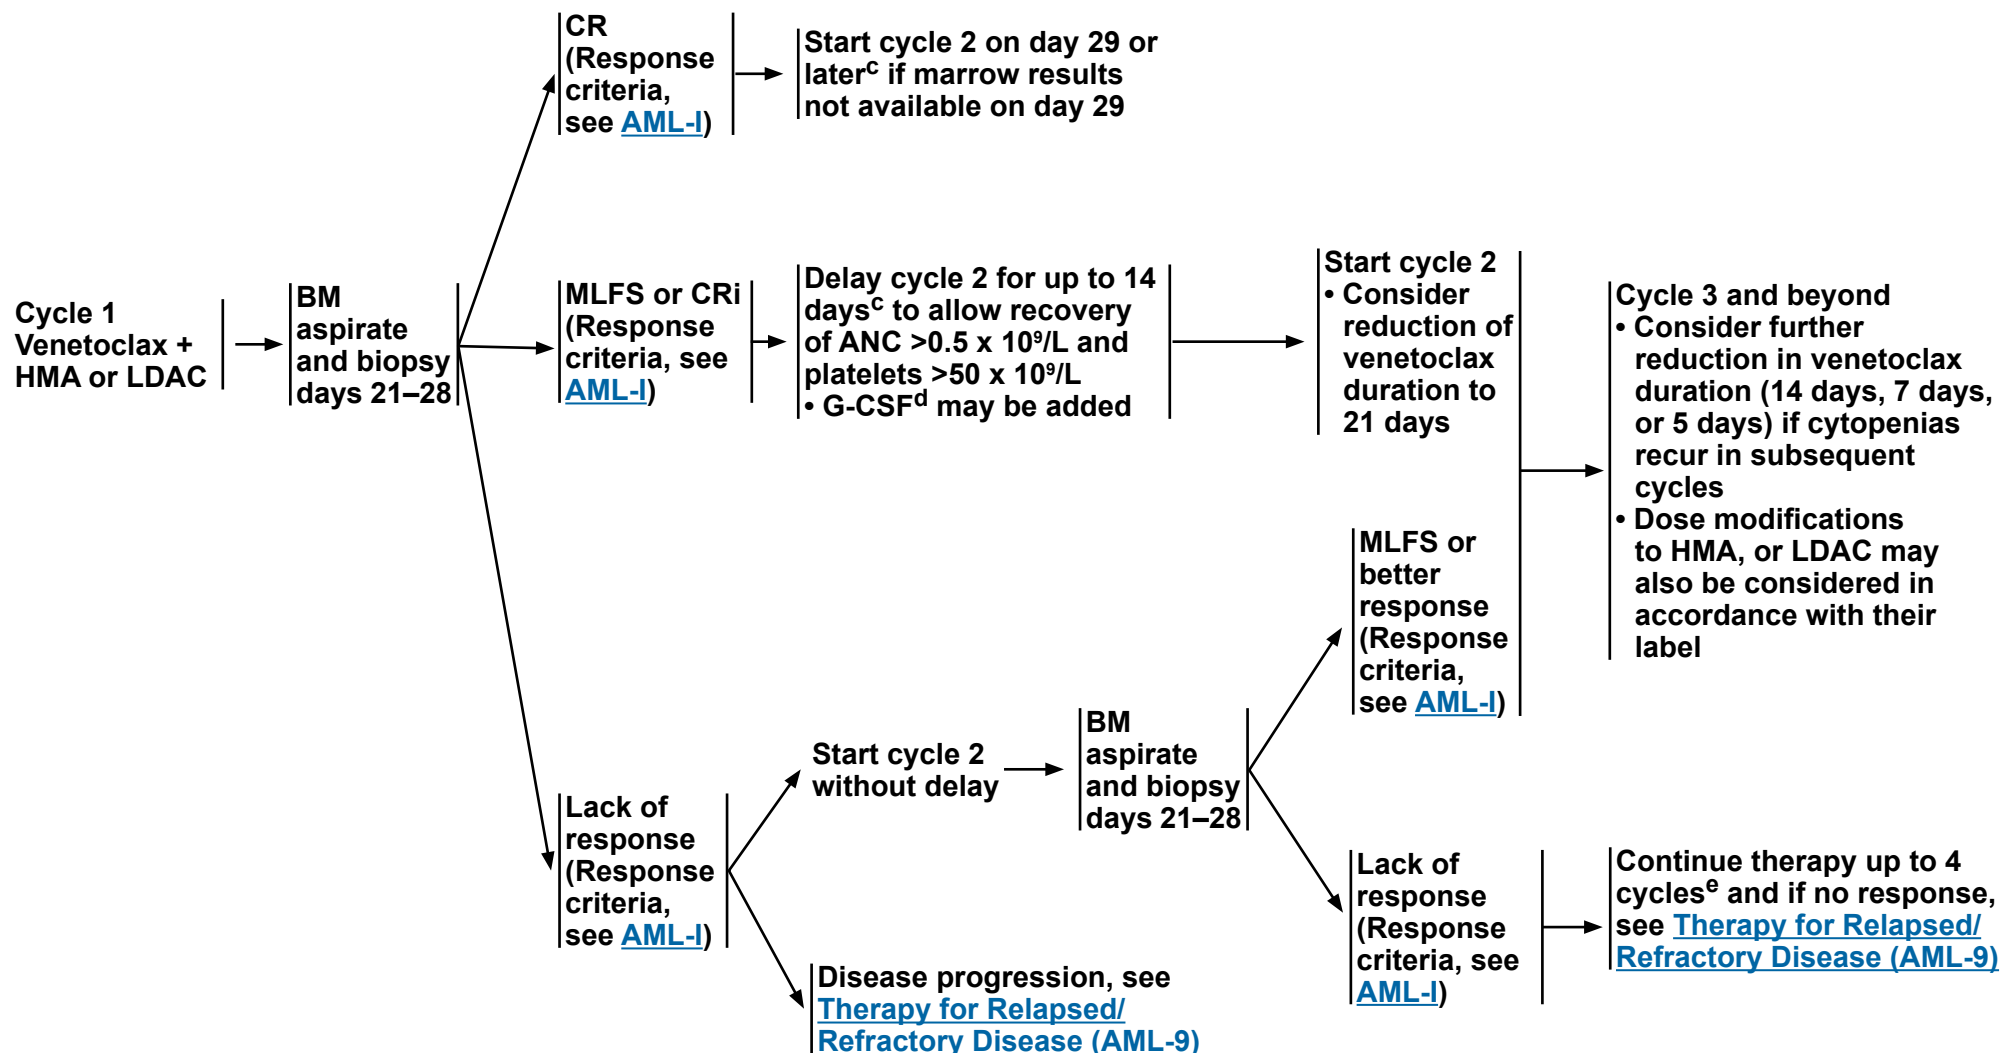 Cycle 1
Venetoclax +
HMA or LDAC
BM
aspirate
and biopsy
days 21–28
CR
(Response
criteria,
see AML-I)
Start cycle 2 on day 29 or
laterᶜ if marrow results
not available on day 29
MLFS or CRi
(Response
criteria, see
AML-I)
Delay cycle 2 for up to 14
daysᶜ to allow recovery
of ANC >0.5 x 10⁹/L and
platelets >50 x 10⁹/L
• G-CSFᵈ may be added
Start cycle 2
• Consider
reduction of
venetoclax
duration to
21 days
Cycle 3 and beyond
• Consider further
reduction in venetoclax
duration (14 days, 7 days,
or 5 days) if cytopenias
recur in subsequent
cycles
• Dose modifications
to HMA, or LDAC may
also be considered in
accordance with their
label
Lack of
response
(Response
criteria,
see AML-I)
Start cycle 2
without delay
BM
aspirate
and biopsy
days 21–28
MLFS or
better
response
(Response
criteria,
see AML-I)
Lack of
response
(Response
criteria, see
AML-I)
Continue therapy up to 4
cyclesᵉ and if no response,
see Therapy for Relapsed/
Refractory Disease (AML-9)
Disease progression, see
Therapy for Relapsed/
Refractory Disease (AML-9)